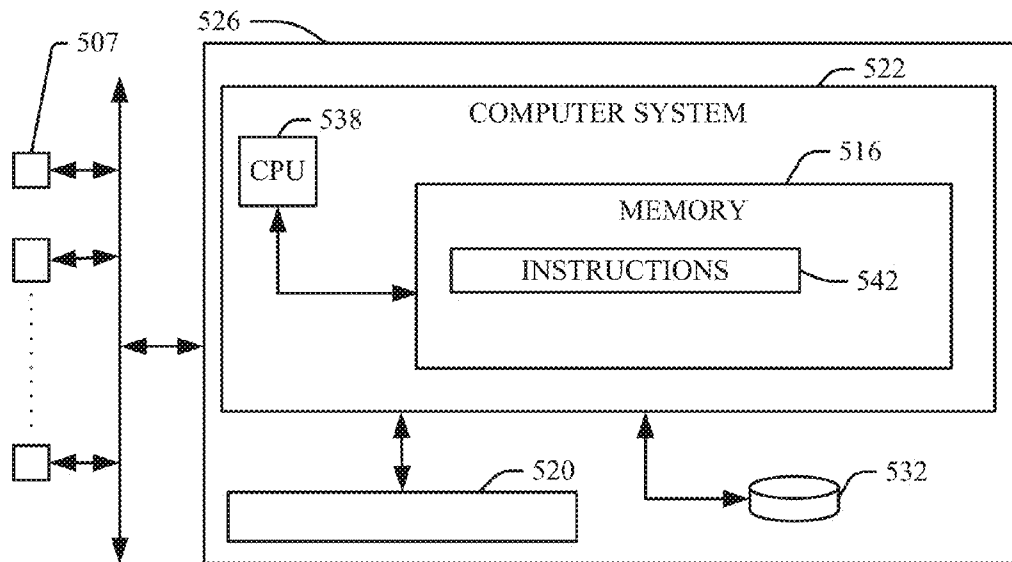 526
507
522
COMPUTER SYSTEM
538
CPU
516
MEMORY
INSTRUCTIONS
542
520
532